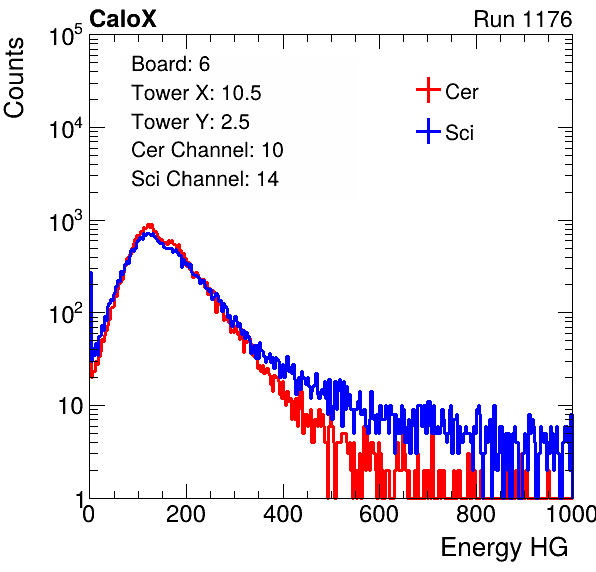 CaloX Run 1176
Counts
10^5
10^4
10^3
10^2
10
1
Board: 6
Tower X: 10.5
Tower Y: 2.5
Cer Channel: 10
Sci Channel: 14
Cer
Sci
0 200 400 600 800 1000
Energy HG